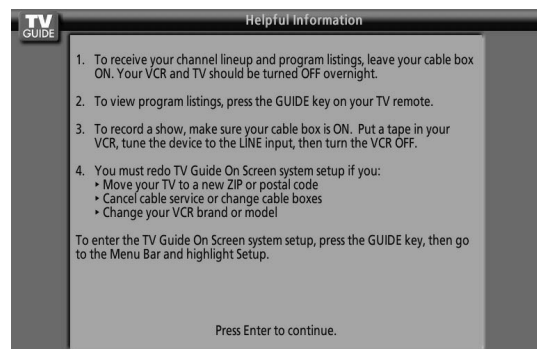 TV
GUIDE
Helpful Information
1. To receive your channel lineup and program listings, leave your cable box
ON. Your VCR and TV should be turned OFF overnight.
2. To view program listings, press the GUIDE key on your TV remote.
3. To record a show, make sure your cable box is ON. Put a tape in your
VCR, tune the device to the LINE input, then turn the VCR OFF.
4. You must redo TV Guide On Screen system setup if you:
‣ Move your TV to a new ZIP or postal code
‣ Cancel cable service or change cable boxes
‣ Change your VCR brand or model
To enter the TV Guide On Screen system setup, press the GUIDE key, then go
to the Menu Bar and highlight Setup.
Press Enter to continue.